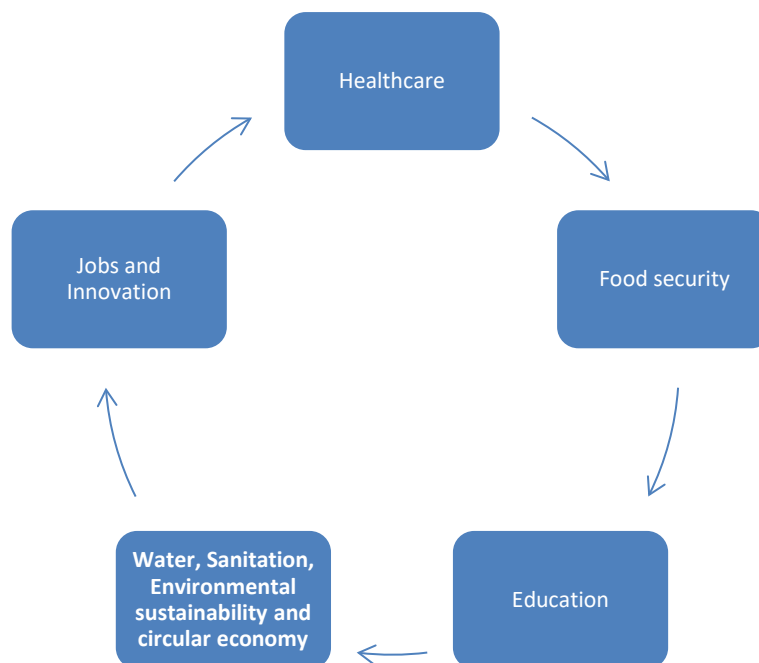 Healthcare
Food security
Education
Water, Sanitation,
Environmental
sustainability and
circular economy
Jobs and
Innovation